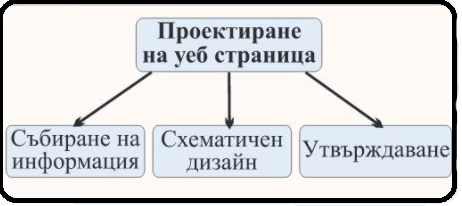 Проектиране
на уеб страница
Събиране на
информация
Схематичен
дизайн
Утвърждаване